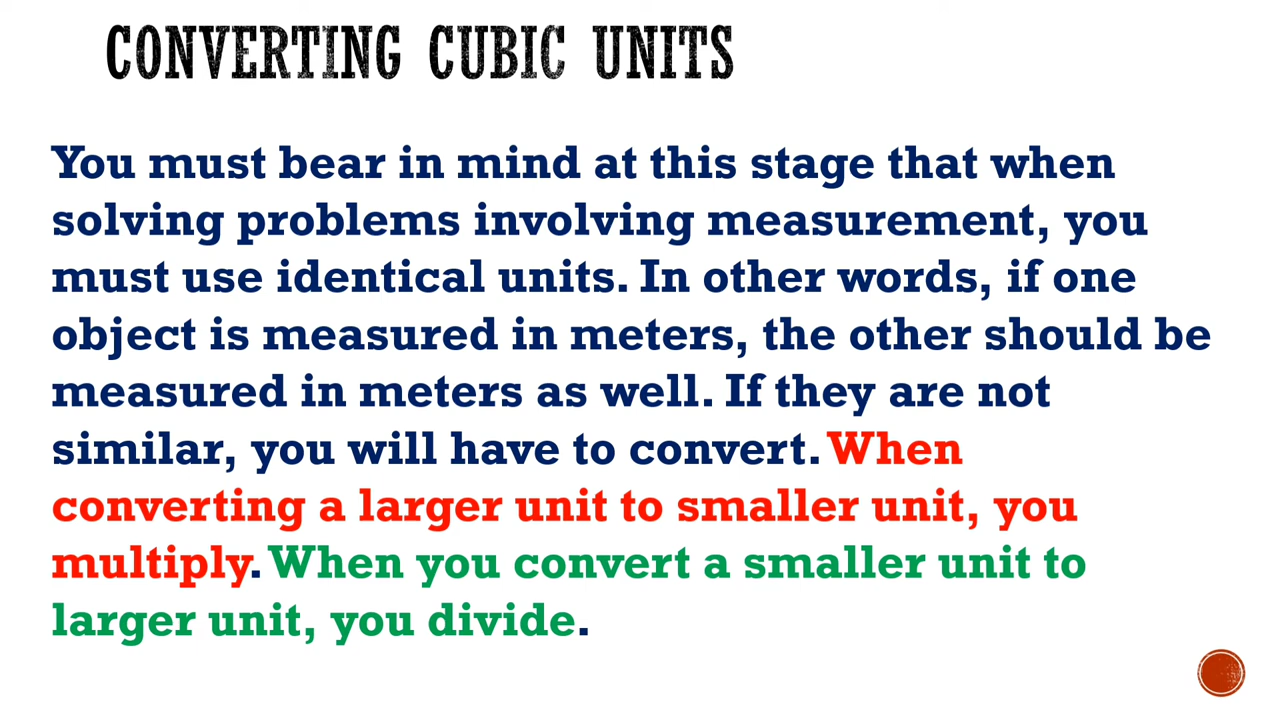 CONVERTING CUBIC UNITS
You must bear in mind at this stage that when
solving problems involving measurement, you
must use identical units. In other words, if one
object is measured in meters, the other should be
measured in meters as well. If they are not
similar, you will have to convert. When
converting a larger unit to smaller unit, you
multiply. When you convert a smaller unit to
larger unit, you divide.